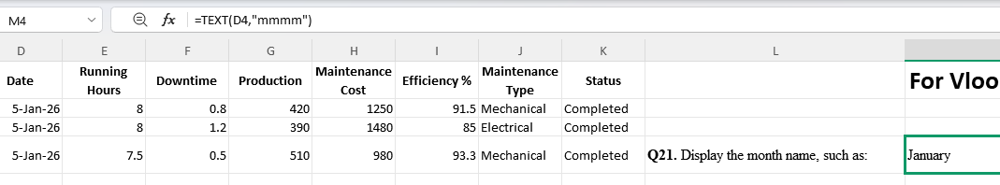 M4 fx =TEXT(D4,"mmmm")
D E F G H I J K L
Date Running Hours Downtime Production Maintenance Cost Efficiency % Maintenance Type Status For Vloo
5-Jan-26 8 0.8 420 1250 91.5 Mechanical Completed
5-Jan-26 8 1.2 390 1480 85 Electrical Completed
5-Jan-26 7.5 0.5 510 980 93.3 Mechanical Completed Q21. Display the month name, such as: January